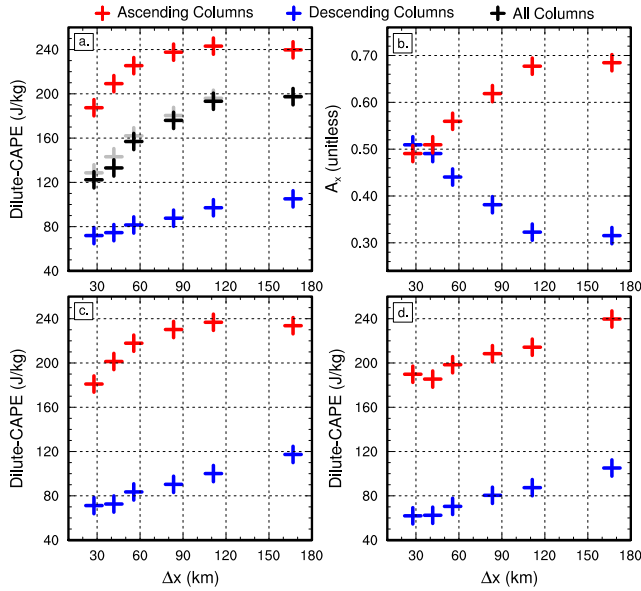 Ascending Columns Descending Columns All Columns
a.
240
200
160
120
80
40
Dilute-CAPE (J/kg)
30 60 90 120 150 180
b.
0.70
0.60
0.50
0.40
0.30
Aₓ (unitless)
30 60 90 120 150 180
c.
240
200
160
120
80
40
Dilute-CAPE (J/kg)
30 60 90 120 150 180
Δx (km)
d.
240
200
160
120
80
40
Dilute-CAPE (J/kg)
30 60 90 120 150 180
Δx (km)